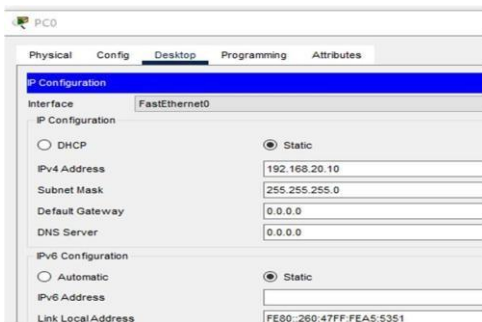 PC0
Physical Config Desktop Programming Attributes
IP Configuration
Interface FastEthernet0
IP Configuration
DHCP Static
IPv4 Address 192.168.20.10
Subnet Mask 255.255.255.0
Default Gateway 0.0.0.0
DNS Server 0.0.0.0
IPv6 Configuration
Automatic Static
IPv6 Address
Link Local Address FE80::260:47FF:FEA5:5351